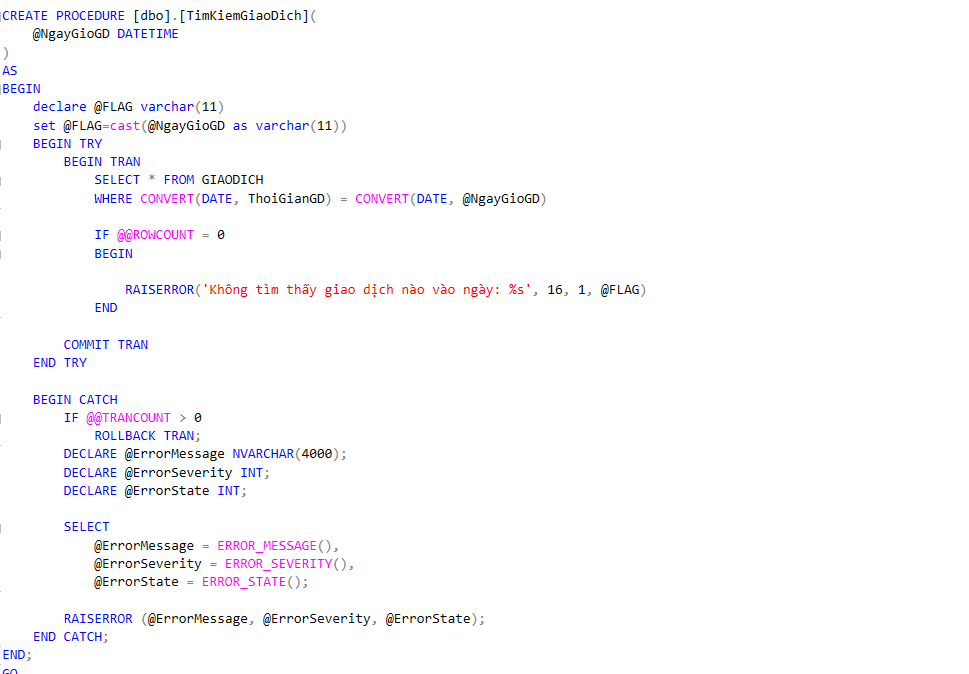 CREATE PROCEDURE [dbo].[TimKiemGiaoDich](
@NgayGioGD DATETIME
)
AS
BEGIN
declare @FLAG varchar(11)
set @FLAG=cast(@NgayGioGD as varchar(11))
BEGIN TRY
BEGIN TRAN
SELECT * FROM GIAODICH
WHERE CONVERT(DATE, ThoiGianGD) = CONVERT(DATE, @NgayGioGD)
IF @@ROWCOUNT = 0
BEGIN
RAISERROR('Không tìm thấy giao dịch nào vào ngày: %s', 16, 1, @FLAG)
END
COMMIT TRAN
END TRY
BEGIN CATCH
IF @@TRANCOUNT > 0
ROLLBACK TRAN;
DECLARE @ErrorMessage NVARCHAR(4000);
DECLARE @ErrorSeverity INT;
DECLARE @ErrorState INT;
SELECT
@ErrorMessage = ERROR_MESSAGE(),
@ErrorSeverity = ERROR_SEVERITY(),
@ErrorState = ERROR_STATE();
RAISERROR (@ErrorMessage, @ErrorSeverity, @ErrorState);
END CATCH;
END;
GO